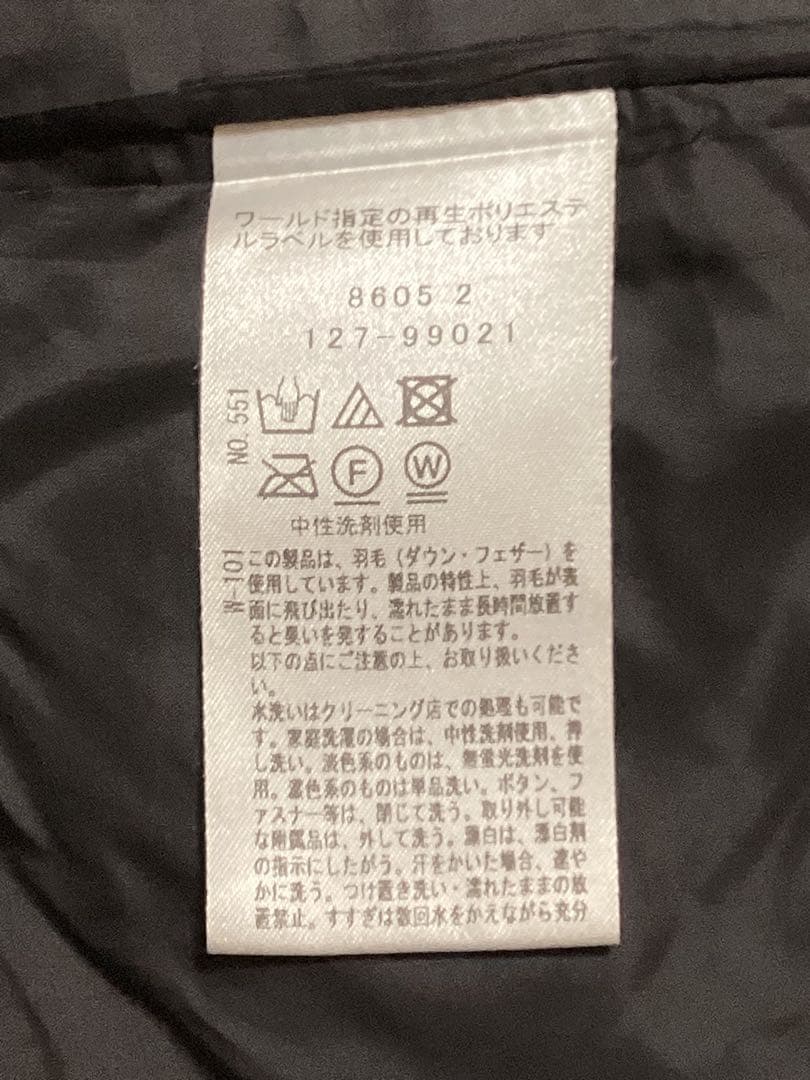 ワールド指定の再生ポリエステ
ルラベルを使用しております
8605 2
127-99021
NO. 551
F
W
中性洗剤使用
W-101
この製品は、羽毛(ダウン・フェザー)を
使用しています。製品の特性上、羽毛が表
面に飛び出たり、濡れたまま長時間放置す
ると臭いを発することがあります。
以下の点にご注意の上、お取り扱いくださ
い。
水洗いはクリーニング店での処理も可能で
す。家庭洗濯の場合は、中性洗剤使用、押
し洗い。淡色系のものは、無蛍光洗剤を使
用。濃色系のものは単品洗い。ボタン、フ
ァスナー等は、閉じて洗う。取り外し可能
な附属品は、外して洗う。漂白は、漂白剤
の指示にしたがう。汗をかいた場合、速や
かに洗う。つけ置き洗い・濡れたままの放
置禁止。すすぎは数回水をかえながら充分